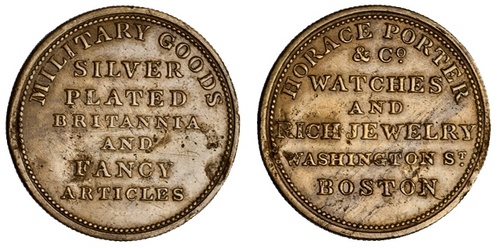 MILITARY GOODS
SILVER
PLATED
BRITANNIA
AND
FANCY
ARTICLES
HORACE PORTER
& Co.
WATCHES
AND
RICH JEWELRY
WASHINGTON ST.
BOSTON